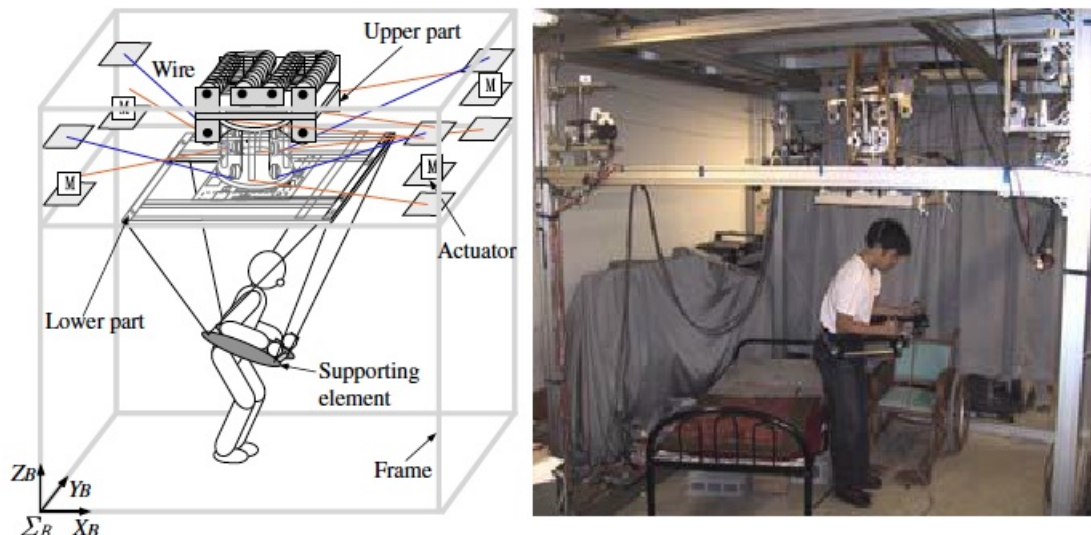 Upper part
Wire
M
M
M
M
Actuator
Lower part
Supporting
element
Frame
ZB
YB
ΣB
XB